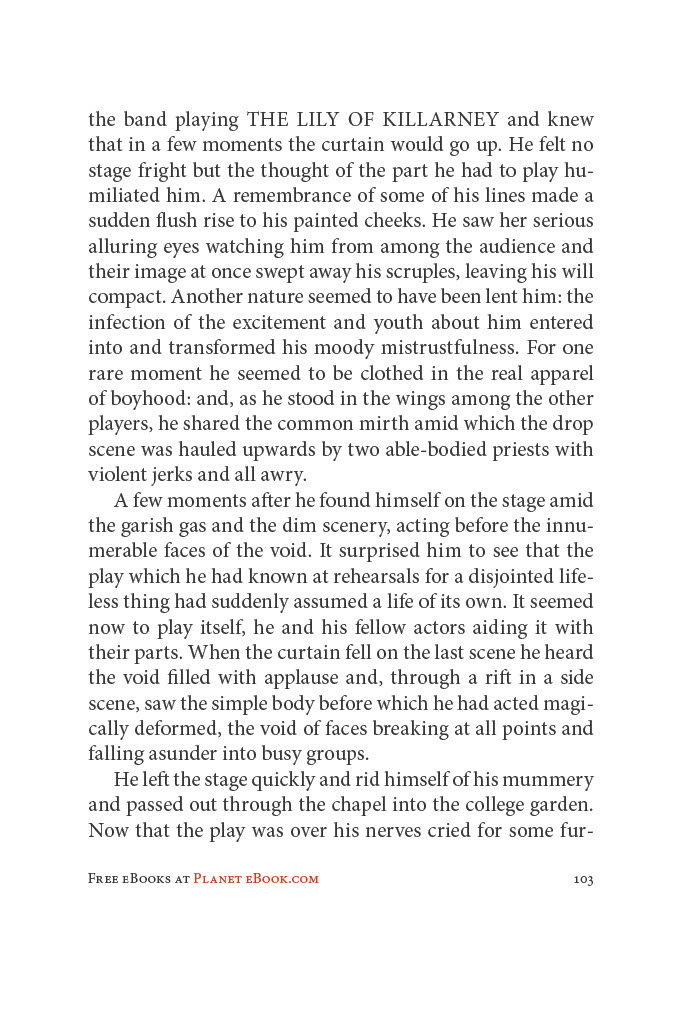 the band playing THE LILY OF KILLARNEY and knew
that in a few moments the curtain would go up. He felt no
stage fright but the thought of the part he had to play hu-
miliated him. A remembrance of some of his lines made a
sudden flush rise to his painted cheeks. He saw her serious
alluring eyes watching him from among the audience and
their image at once swept away his scruples, leaving his will
compact. Another nature seemed to have been lent him: the
infection of the excitement and youth about him entered
into and transformed his moody mistrustfulness. For one
rare moment he seemed to be clothed in the real apparel
of boyhood: and, as he stood in the wings among the other
players, he shared the common mirth amid which the drop
scene was hauled upwards by two able-bodied priests with
violent jerks and all awry.
A few moments after he found himself on the stage amid
the garish gas and the dim scenery, acting before the innu-
merable faces of the void. It surprised him to see that the
play which he had known at rehearsals for a disjointed life-
less thing had suddenly assumed a life of its own. It seemed
now to play itself, he and his fellow actors aiding it with
their parts. When the curtain fell on the last scene he heard
the void filled with applause and, through a rift in a side
scene, saw the simple body before which he had acted magi-
cally deformed, the void of faces breaking at all points and
falling asunder into busy groups.
He left the stage quickly and rid himself of his mummery
and passed out through the chapel into the college garden.
Now that the play was over his nerves cried for some fur-
Free eBooks at Planet eBook.com 103